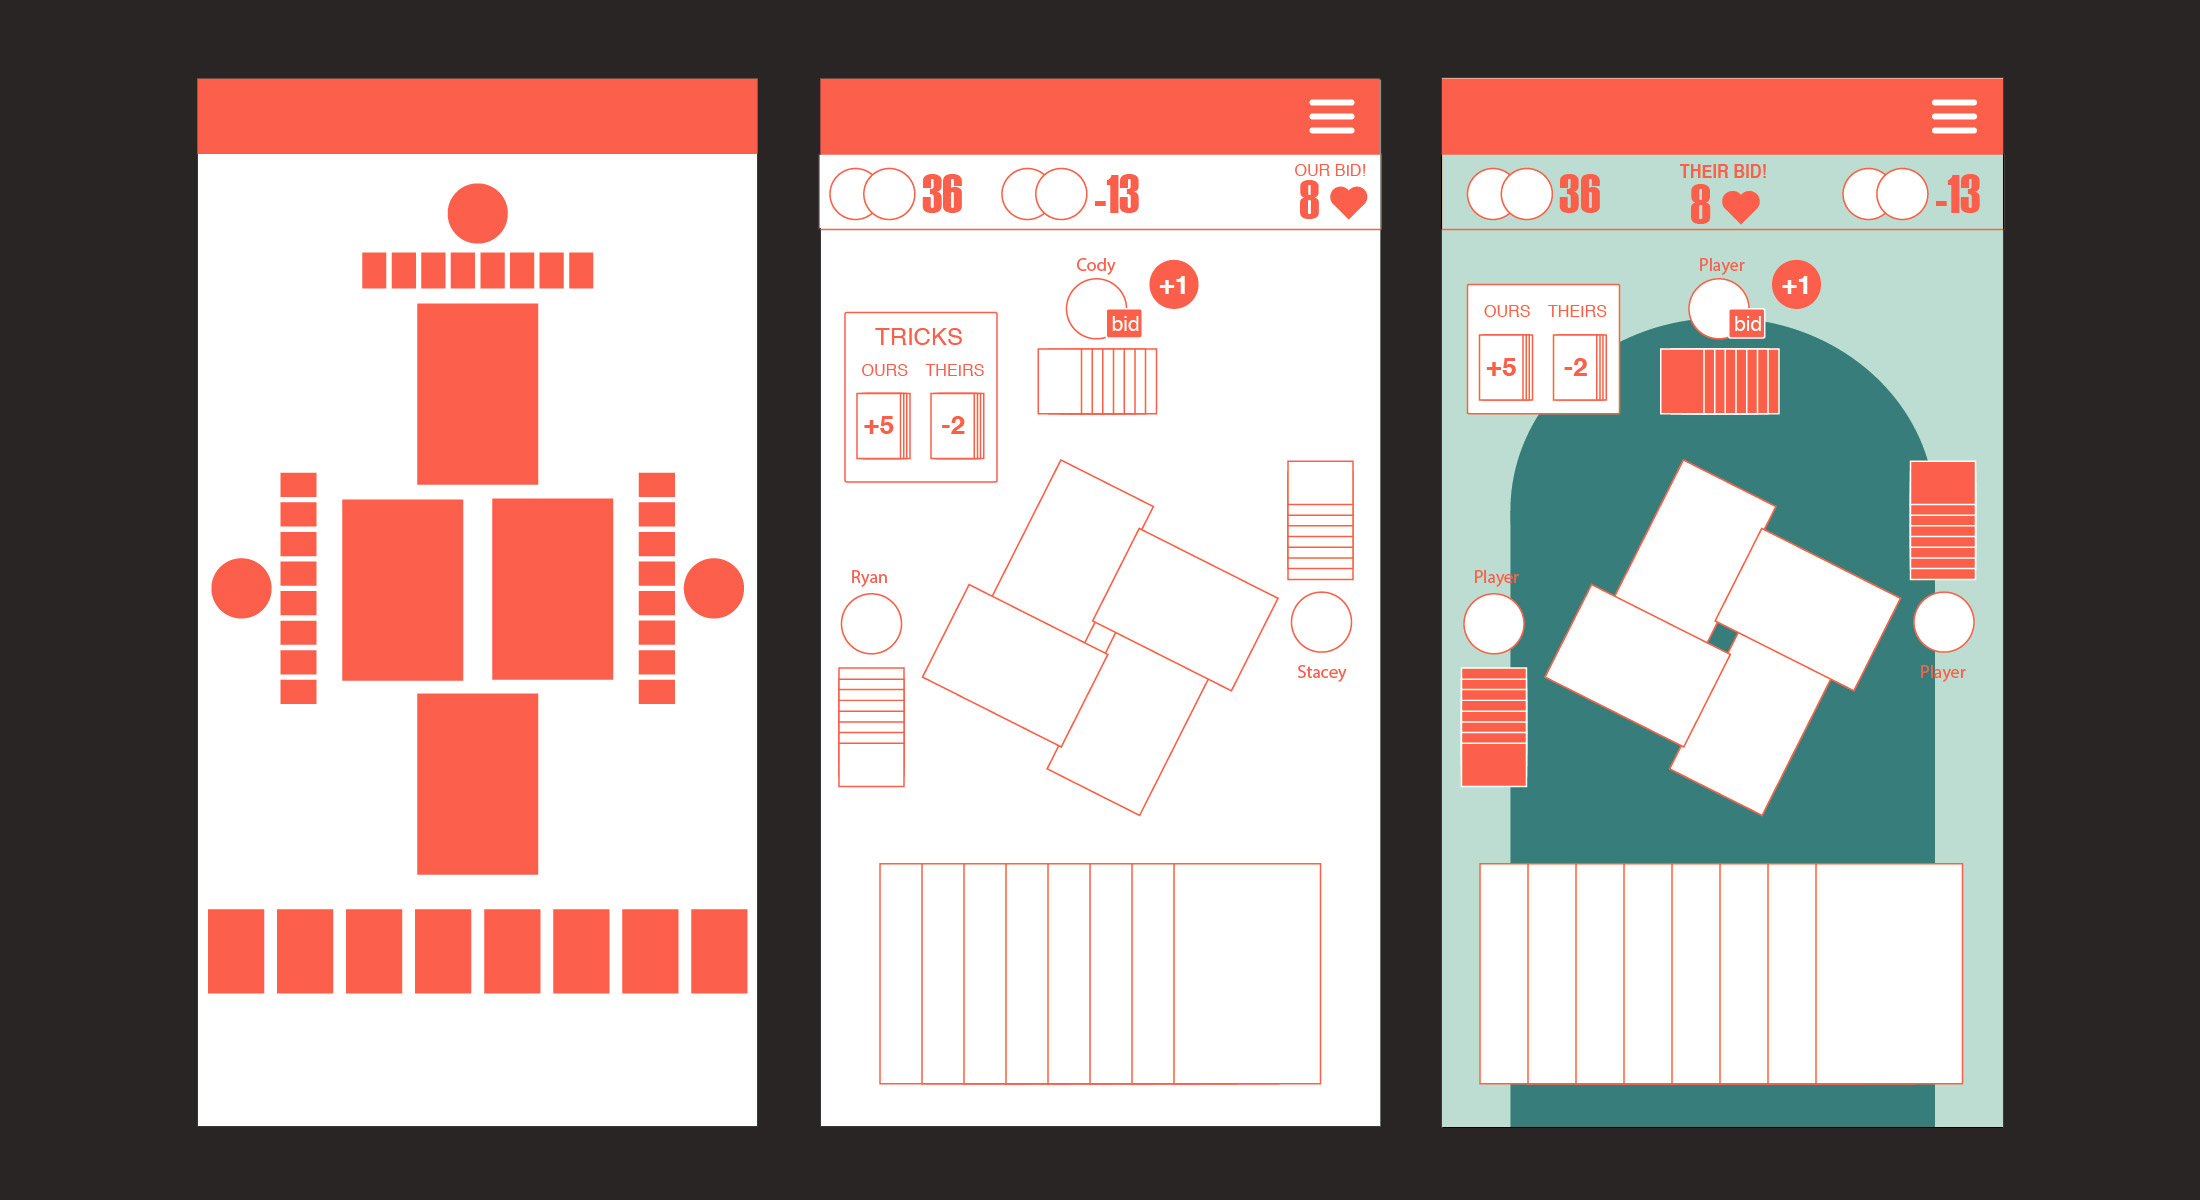 36
-13
OUR BID!
8
Cody
+1
bid
TRICKS
OURS THEIRS
+5 -2
Ryan
Stacey
36
THEIR BID!
8
-13
Player
+1
bid
OURS THEIRS
+5 -2
Player
Player